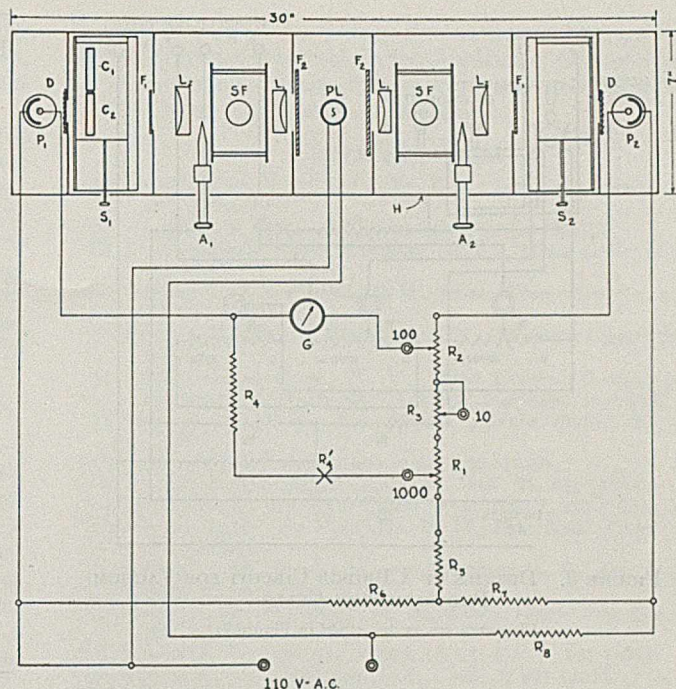 30"
7"
D
C₁
C₂
F₁
L
SF
L
F₂
PL
S
F₂
L
SF
L
F₁
D
P₁
P₂
S₁
A₁
H
A₂
S₂
G
100
R₂
R₄
R₃
10
R₄'
1000
R₁
R₅
R₆
R₇
R₈
110 V-A.C.